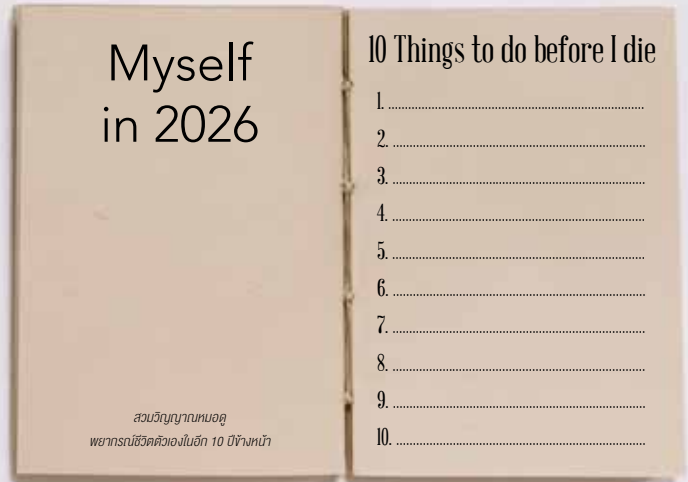 Myself
in 2026
สวมวิญญาณหมอดู
พยากรณ์ชีวิตตัวเองในอีก 10 ปีข้างหน้า
10 Things to do before I die
1. ................................................................
2. ................................................................
3. ................................................................
4. ................................................................
5. ................................................................
6. ................................................................
7. ................................................................
8. ................................................................
9. ................................................................
10. ................................................................